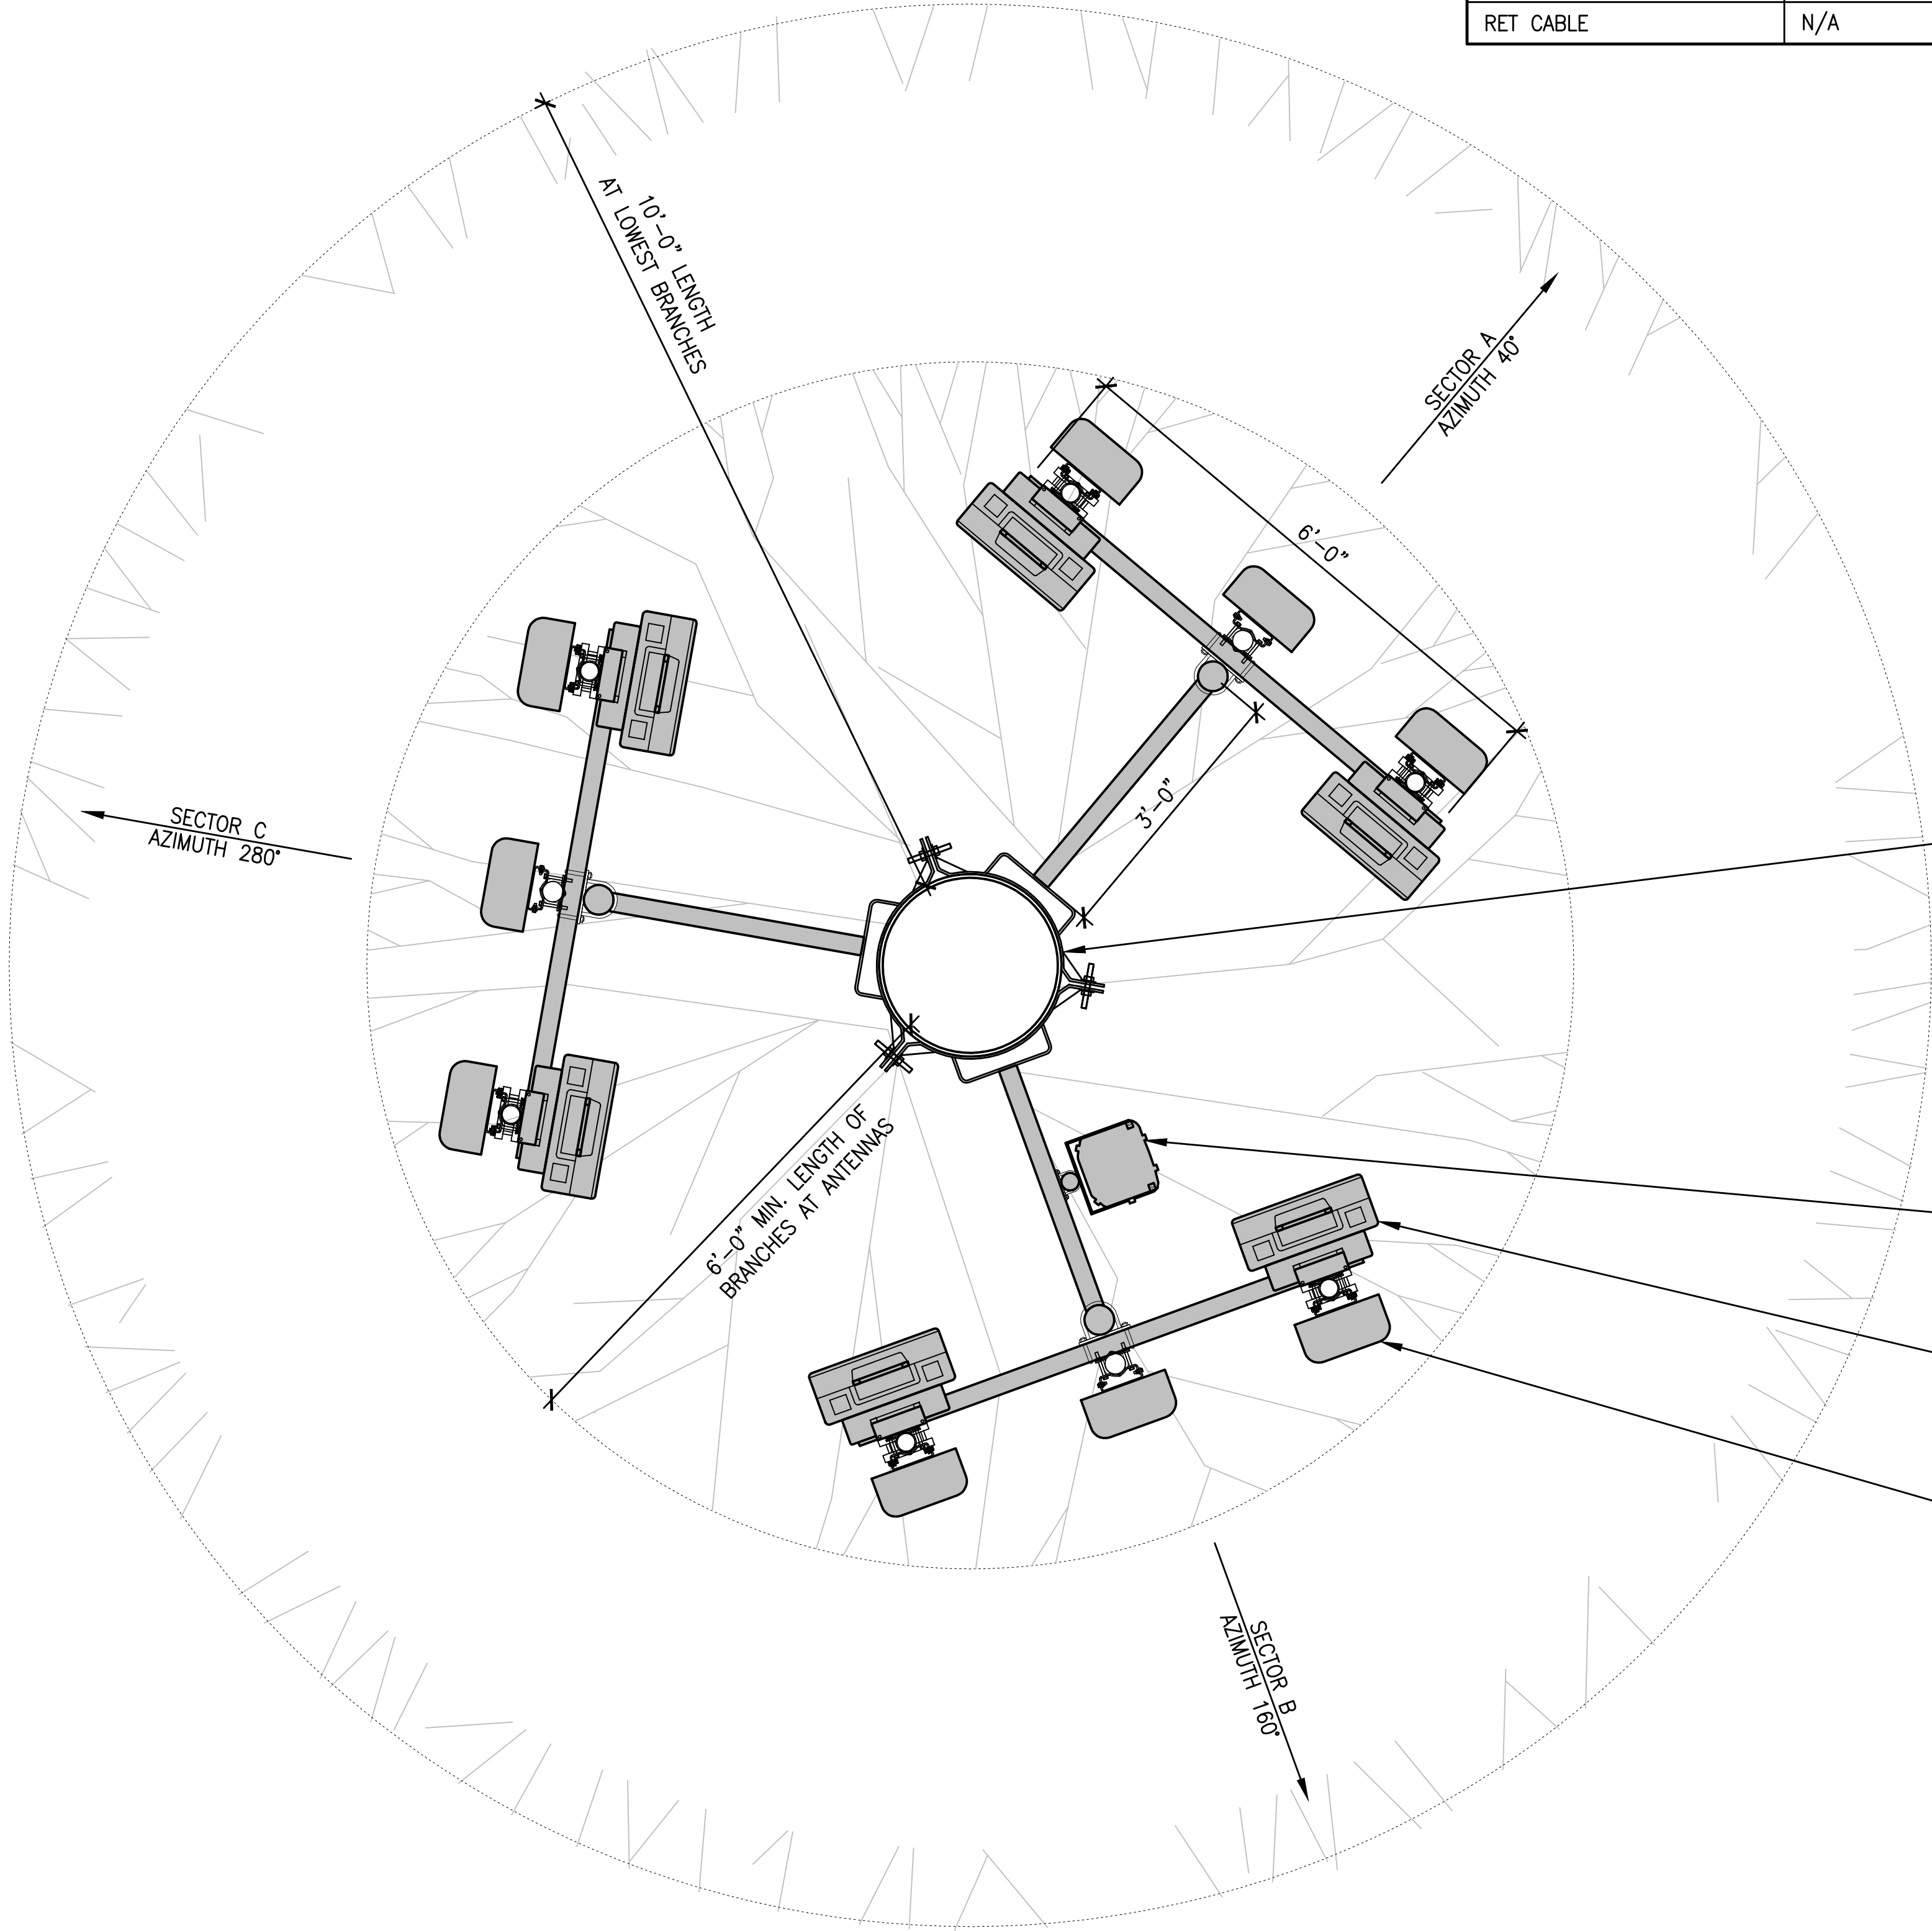 RET CABLE N/A
10'-0" LENGTH
AT LOWEST BRANCHES
SECTOR A
AZIMUTH 40°
6'-0"
3'-0"
SECTOR C
AZIMUTH 280°
6'-0" MIN. LENGTH OF
BRANCHES AT ANTENNAS
SECTOR B
AZIMUTH 160°